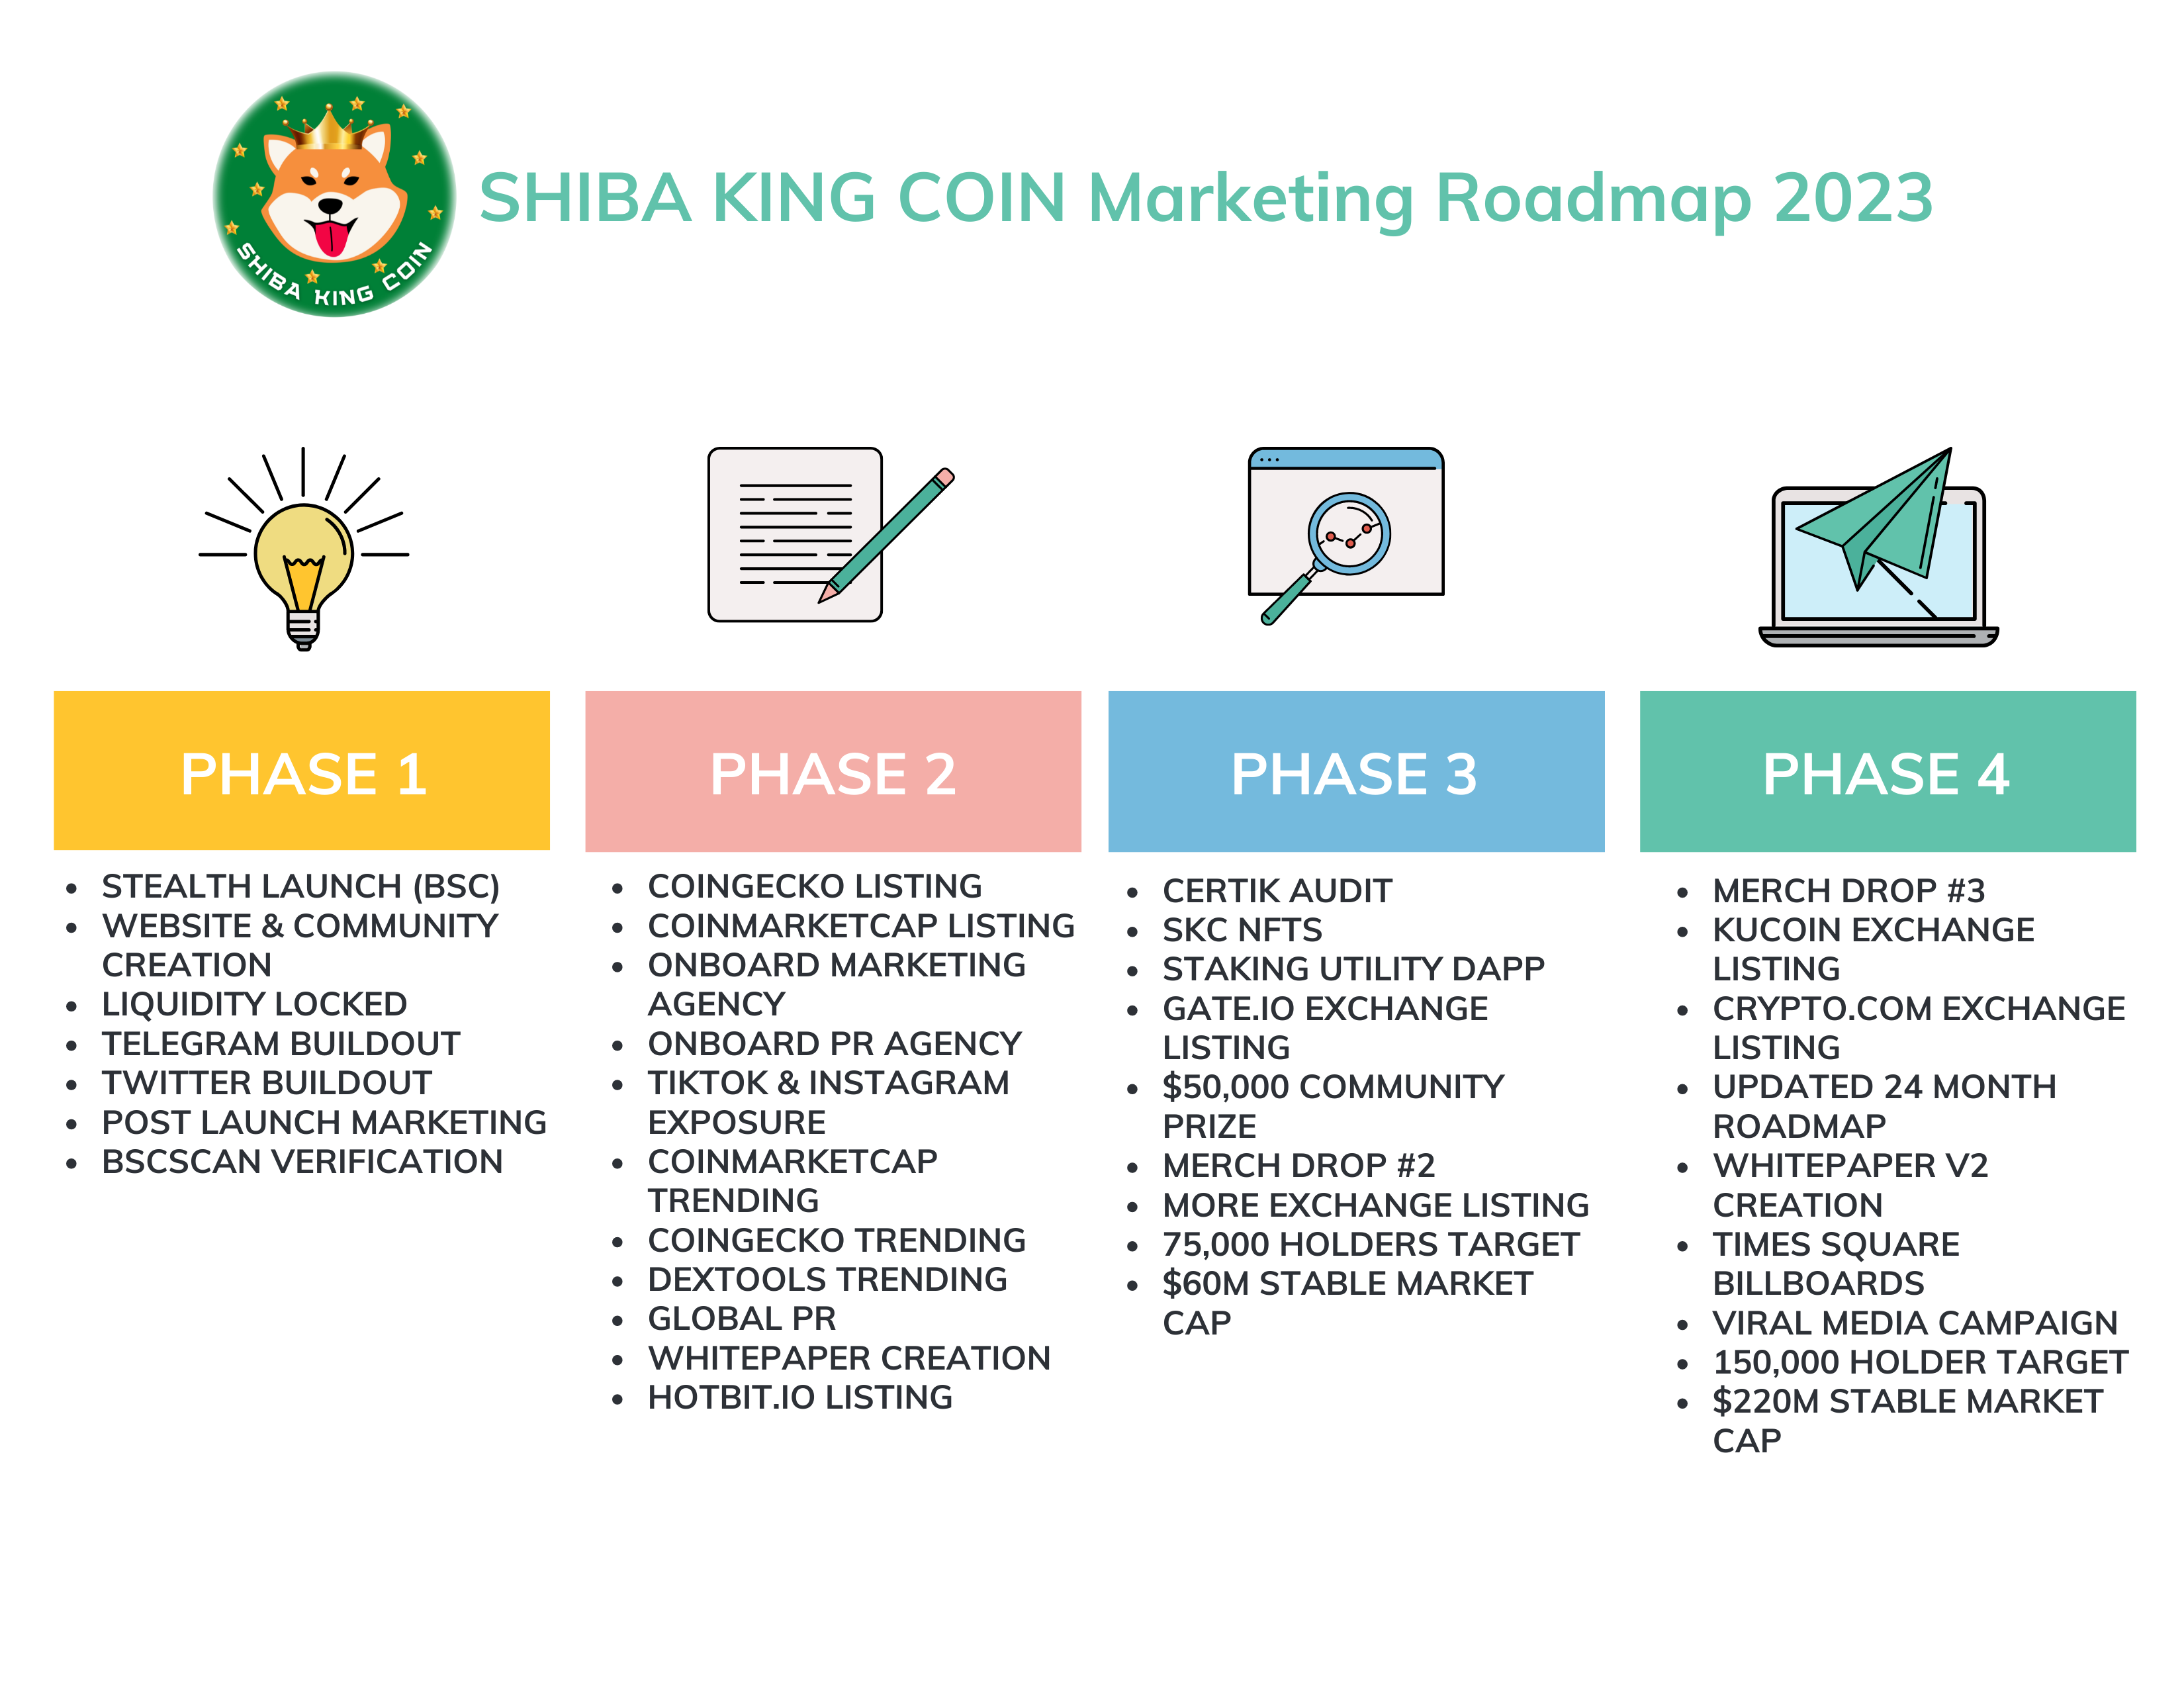 SHIBA KING COIN
SHIBA KING COIN Marketing Roadmap 2023
PHASE 1
• STEALTH LAUNCH (BSC)
• WEBSITE & COMMUNITY
CREATION
• LIQUIDITY LOCKED
• TELEGRAM BUILDOUT
• TWITTER BUILDOUT
• POST LAUNCH MARKETING
• BSCSCAN VERIFICATION
PHASE 2
• COINGECKO LISTING
• COINMARKETCAP LISTING
• ONBOARD MARKETING
AGENCY
• ONBOARD PR AGENCY
• TIKTOK & INSTAGRAM
EXPOSURE
• COINMARKETCAP
TRENDING
• COINGECKO TRENDING
• DEXTOOLS TRENDING
• GLOBAL PR
• WHITEPAPER CREATION
• HOTBIT.IO LISTING
PHASE 3
• CERTIK AUDIT
• SKC NFTS
• STAKING UTILITY DAPP
• GATE.IO EXCHANGE
LISTING
• $50,000 COMMUNITY
PRIZE
• MERCH DROP #2
• MORE EXCHANGE LISTING
• 75,000 HOLDERS TARGET
• $60M STABLE MARKET
CAP
PHASE 4
• MERCH DROP #3
• KUCOIN EXCHANGE
LISTING
• CRYPTO.COM EXCHANGE
LISTING
• UPDATED 24 MONTH
ROADMAP
• WHITEPAPER V2
CREATION
• TIMES SQUARE
BILLBOARDS
• VIRAL MEDIA CAMPAIGN
• 150,000 HOLDER TARGET
• $220M STABLE MARKET
CAP